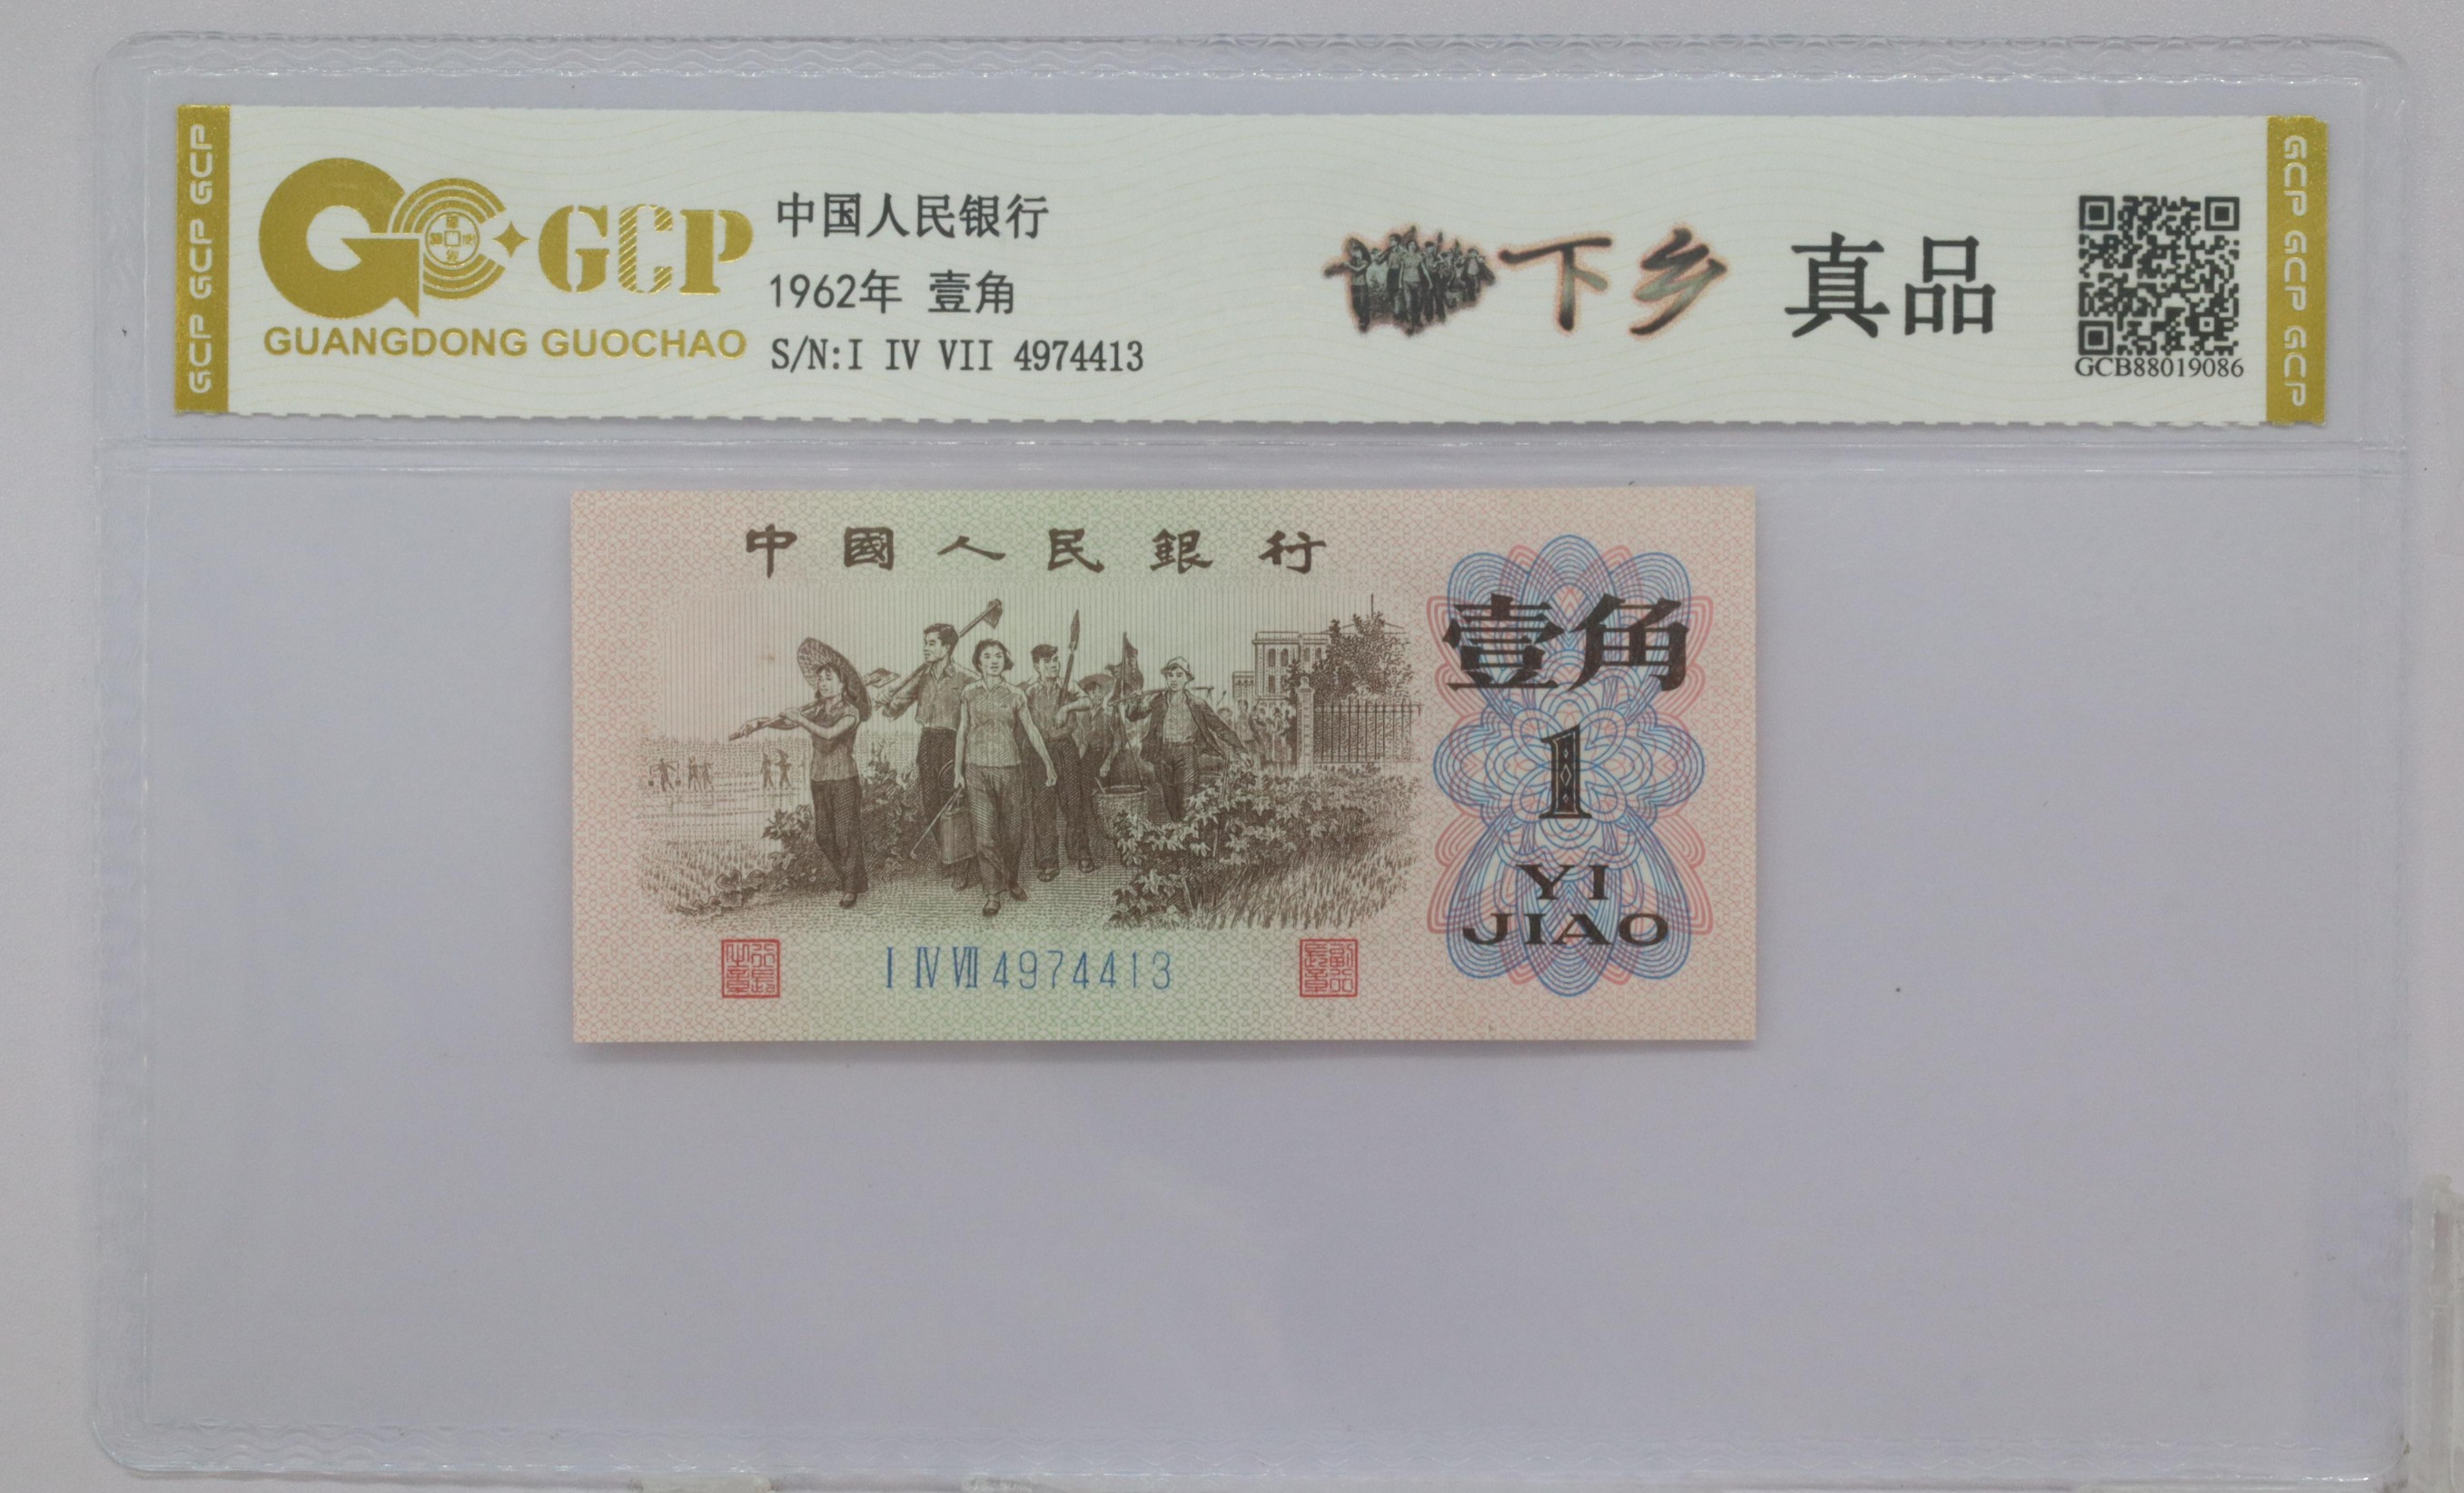 GCP GCP GCP
GCP
GUANGDONG GUOCHAO
中国人民银行
1962年 壹角
S/N:I IV VII 4974413
下乡 真品
GCB88019086
GCP GCP GCP
中國人民銀行
壹角
1
YI
JIAO
I IV VII 4974413